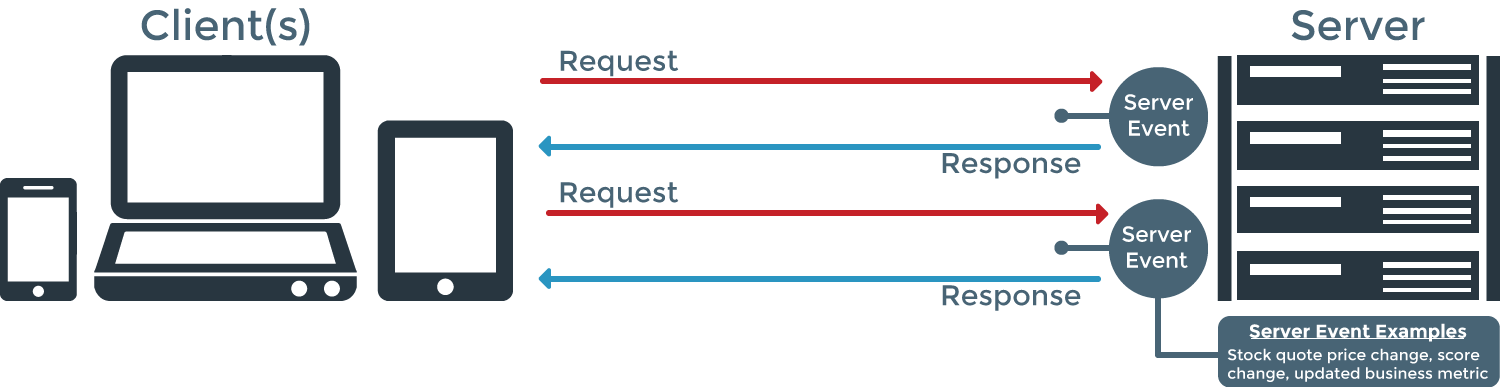 Client(s)
Server
Request
Server
Event
Response
Request
Server
Event
Response
Server Event Examples
Stock quote price change, score
change, updated business metric